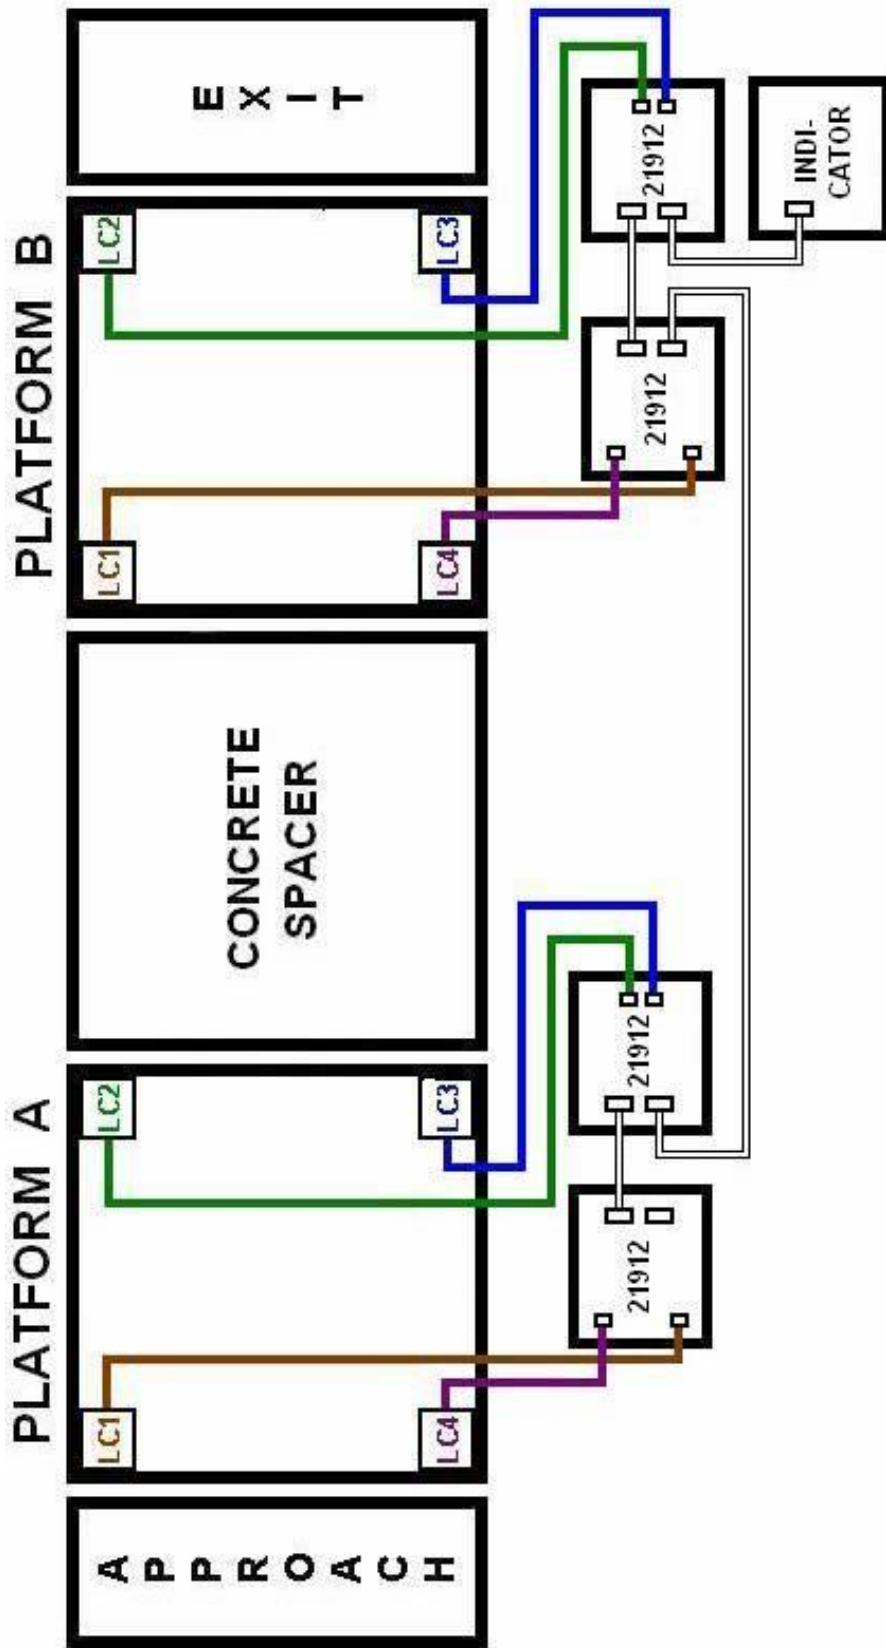 PLATFORM A
PLATFORM B
APPROACH
LC1
LC2
LC4
LC3
CONCRETE
SPACER
LC1
LC2
LC4
LC3
EXIT
21912
21912
21912
21912
INDI-
CATOR